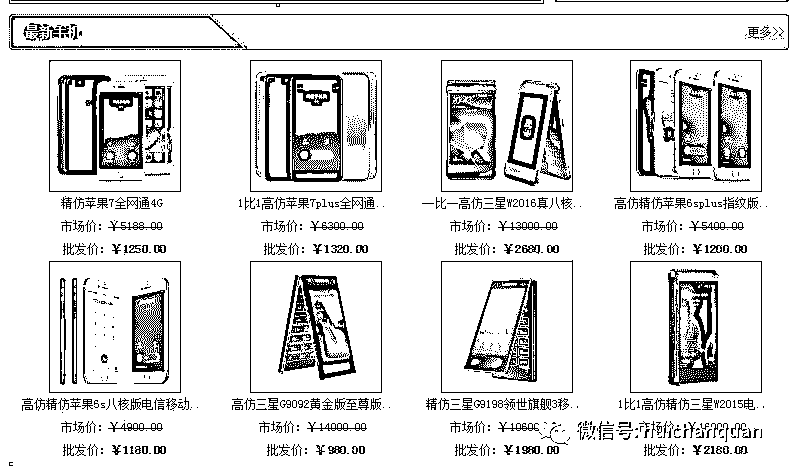 最新手机
更多>>
精仿苹果7全网通4G
1比1高仿苹果7plus全网通..
一比一高仿三星W2016真八核..
高仿精仿苹果6splus指纹版..
市场价：￥5188.00
市场价：￥6300.00
市场价：￥13000.00
市场价：￥5400.00
批发价：￥1250.00
批发价：￥1320.00
批发价：￥2680.00
批发价：￥1200.00
高仿精仿苹果6s八核版电信移动..
高仿三星G9092黄金版至尊版..
精仿三星G9198领世旗舰3移..
1比1高仿精仿三星W2015电..
市场价：￥4900.00
市场价：￥14000.00
市场价：￥10600
市场价：
微信号: huichanquan
批发价：￥1180.00
批发价：￥980.00
批发价：￥1980.00
批发价：￥2180.00